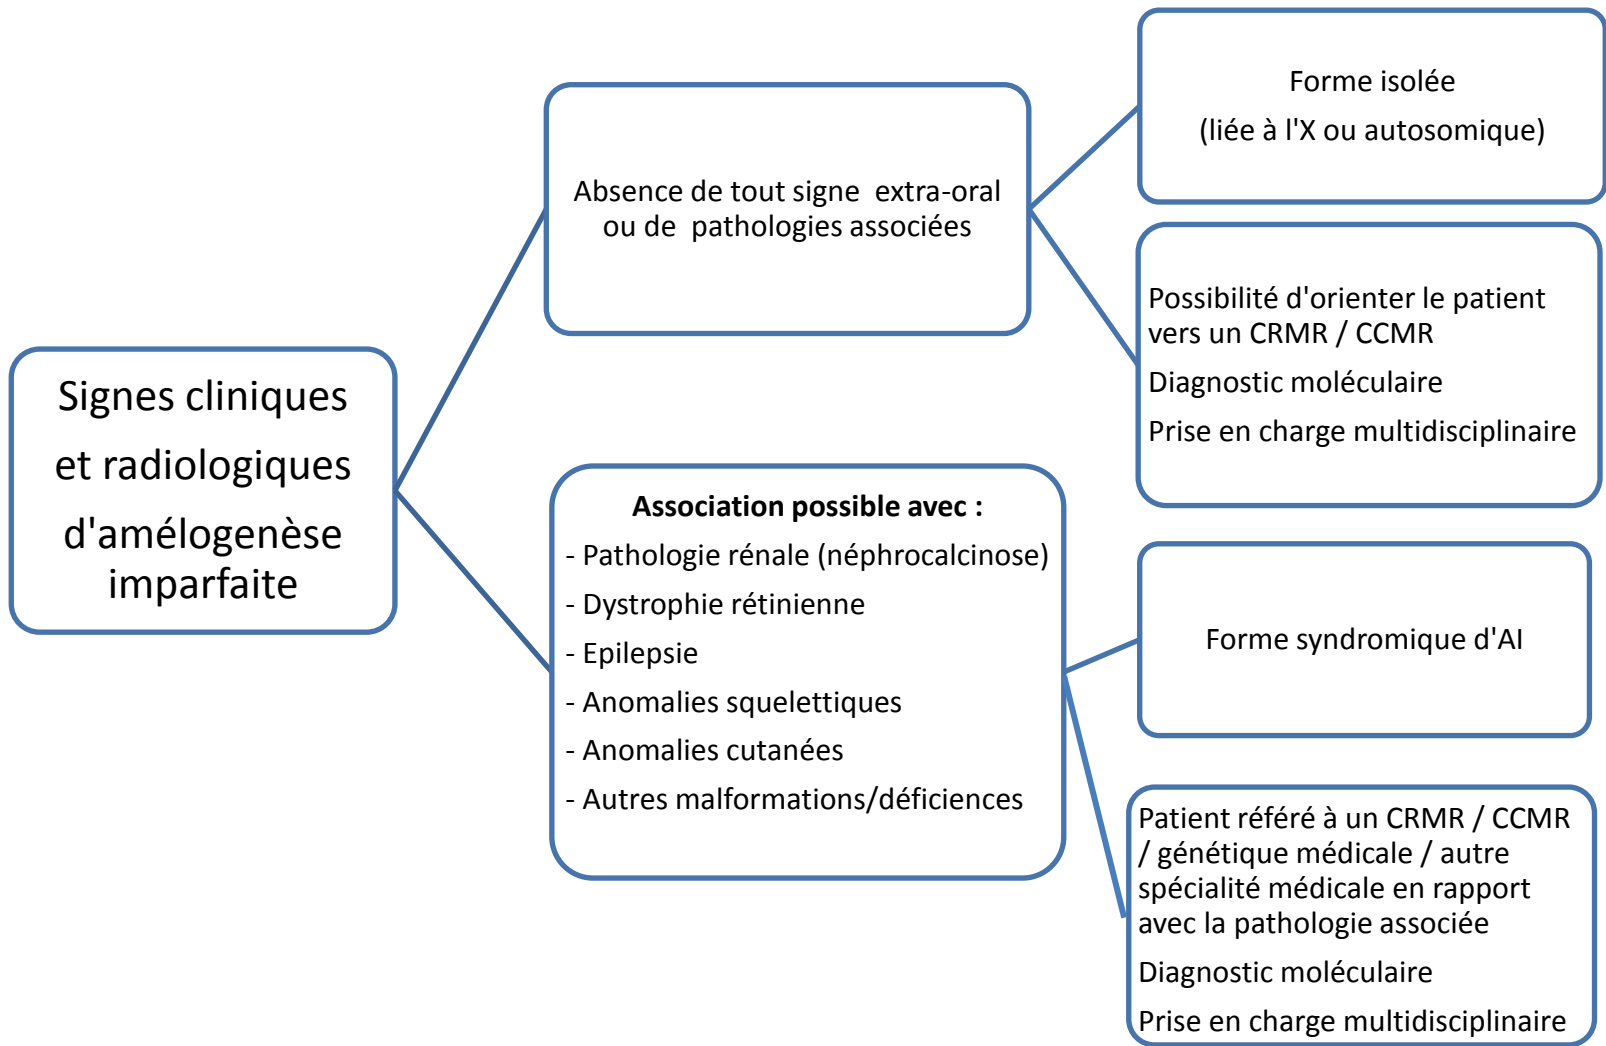 Signes cliniques
et radiologiques
d'amélogenèse
imparfaite
Absence de tout signe extra-oral
ou de pathologies associées
Forme isolée
(liée à l'X ou autosomique)
Possibilité d'orienter le patient
vers un CRMR / CCMR
Diagnostic moléculaire
Prise en charge multidisciplinaire
Association possible avec :
- Pathologie rénale (néphrocalcinose)
- Dystrophie rétinienne
- Epilepsie
- Anomalies squelettiques
- Anomalies cutanées
- Autres malformations/déficiences
Forme syndromique d'AI
Patient référé à un CRMR / CCMR
/ génétique médicale / autre
spécialité médicale en rapport
avec la pathologie associée
Diagnostic moléculaire
Prise en charge multidisciplinaire